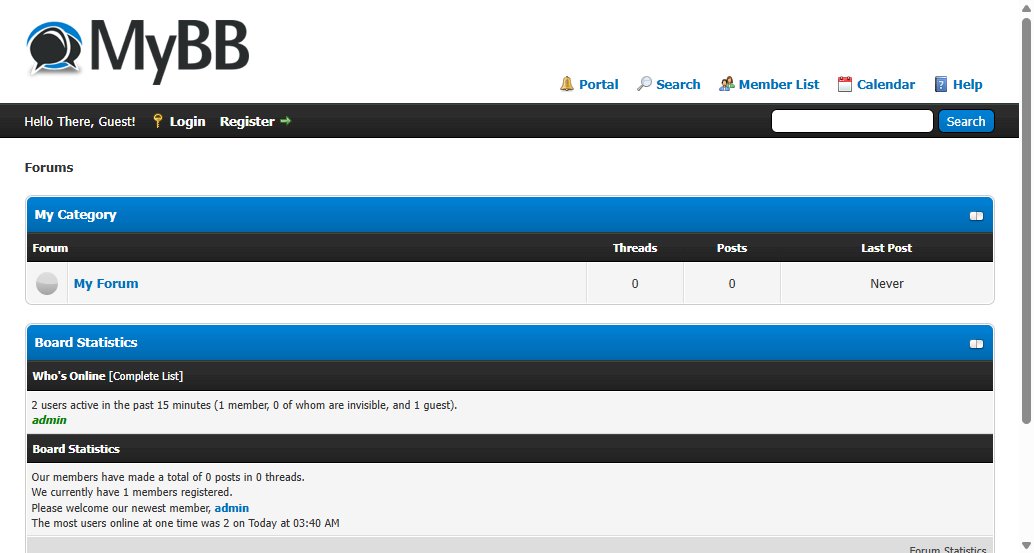 MyBB
Portal Search Member List Calendar Help
Hello There, Guest! Login Register Search
Forums
My Category
Forum Threads Posts Last Post
My Forum 0 0 Never
Board Statistics
Who's Online [Complete List]
2 users active in the past 15 minutes (1 member, 0 of whom are invisible, and 1 guest).
admin
Board Statistics
Our members have made a total of 0 posts in 0 threads.
We currently have 1 members registered.
Please welcome our newest member, admin
The most users online at one time was 2 on Today at 03:40 AM
Forum Statistics